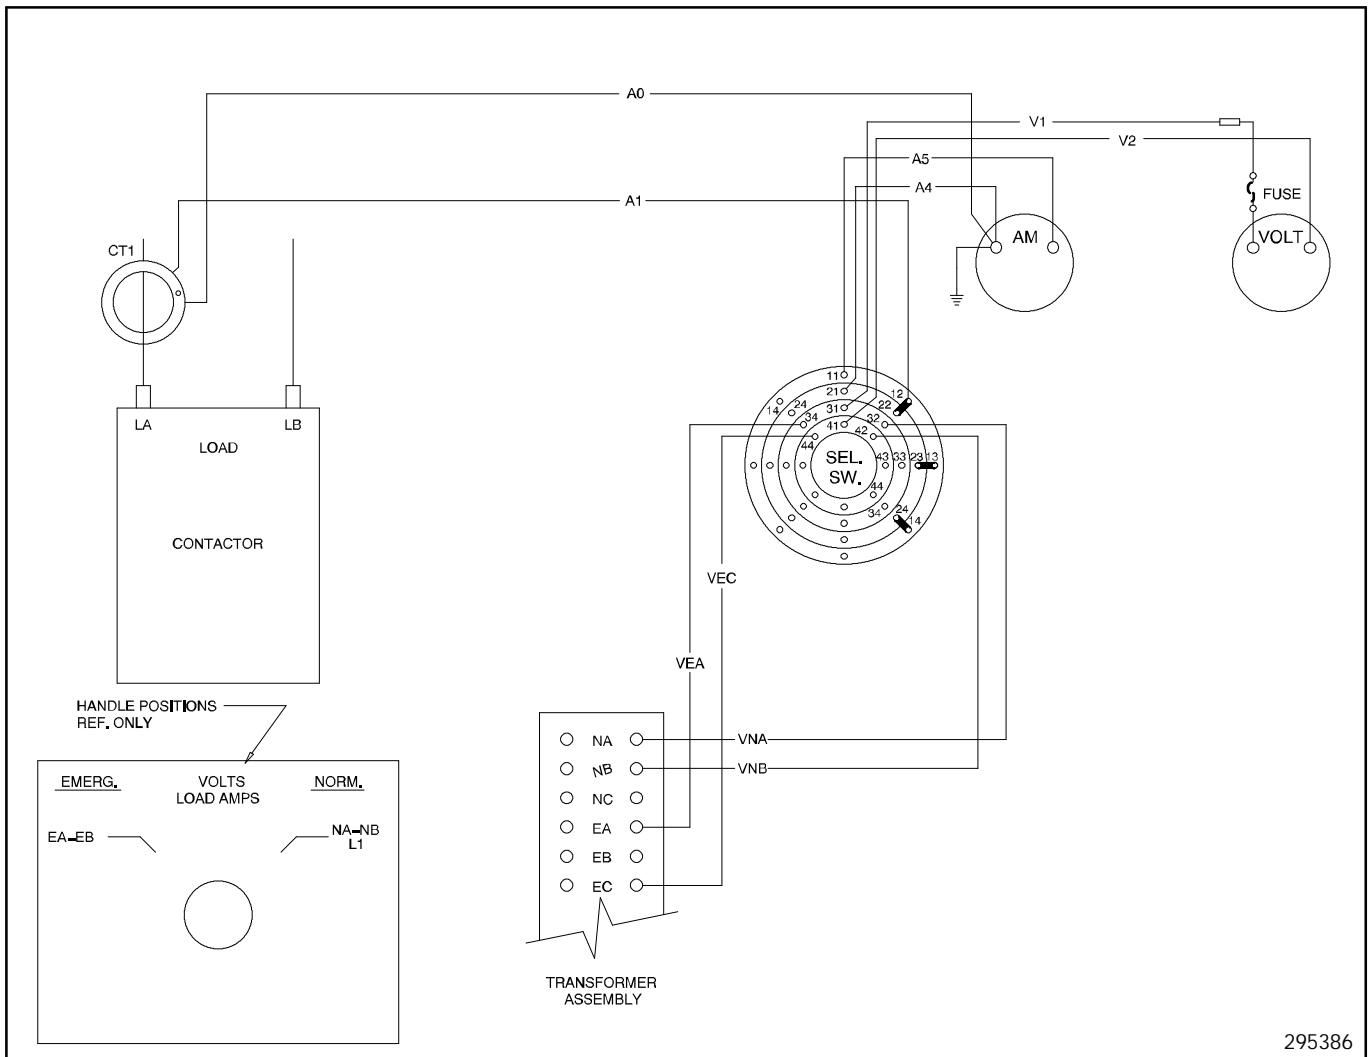 A0
V1
V2
A5
A4
A1
FUSE
CT1
AM
VOLT
LA
LB
LOAD
CONTACTOR
11
21
31
41
12
22
32
42
14
24
34
44
43 33 23 13
44
34
24
14
SEL.
SW.
VEC
VEA
VNA
VNB
NA
NB
NC
EA
EB
EC
TRANSFORMER
ASSEMBLY
HANDLE POSITIONS
REF. ONLY
EMERG.
VOLTS
LOAD AMPS
NORM.
EA-EB
NA-NB
L1
295386